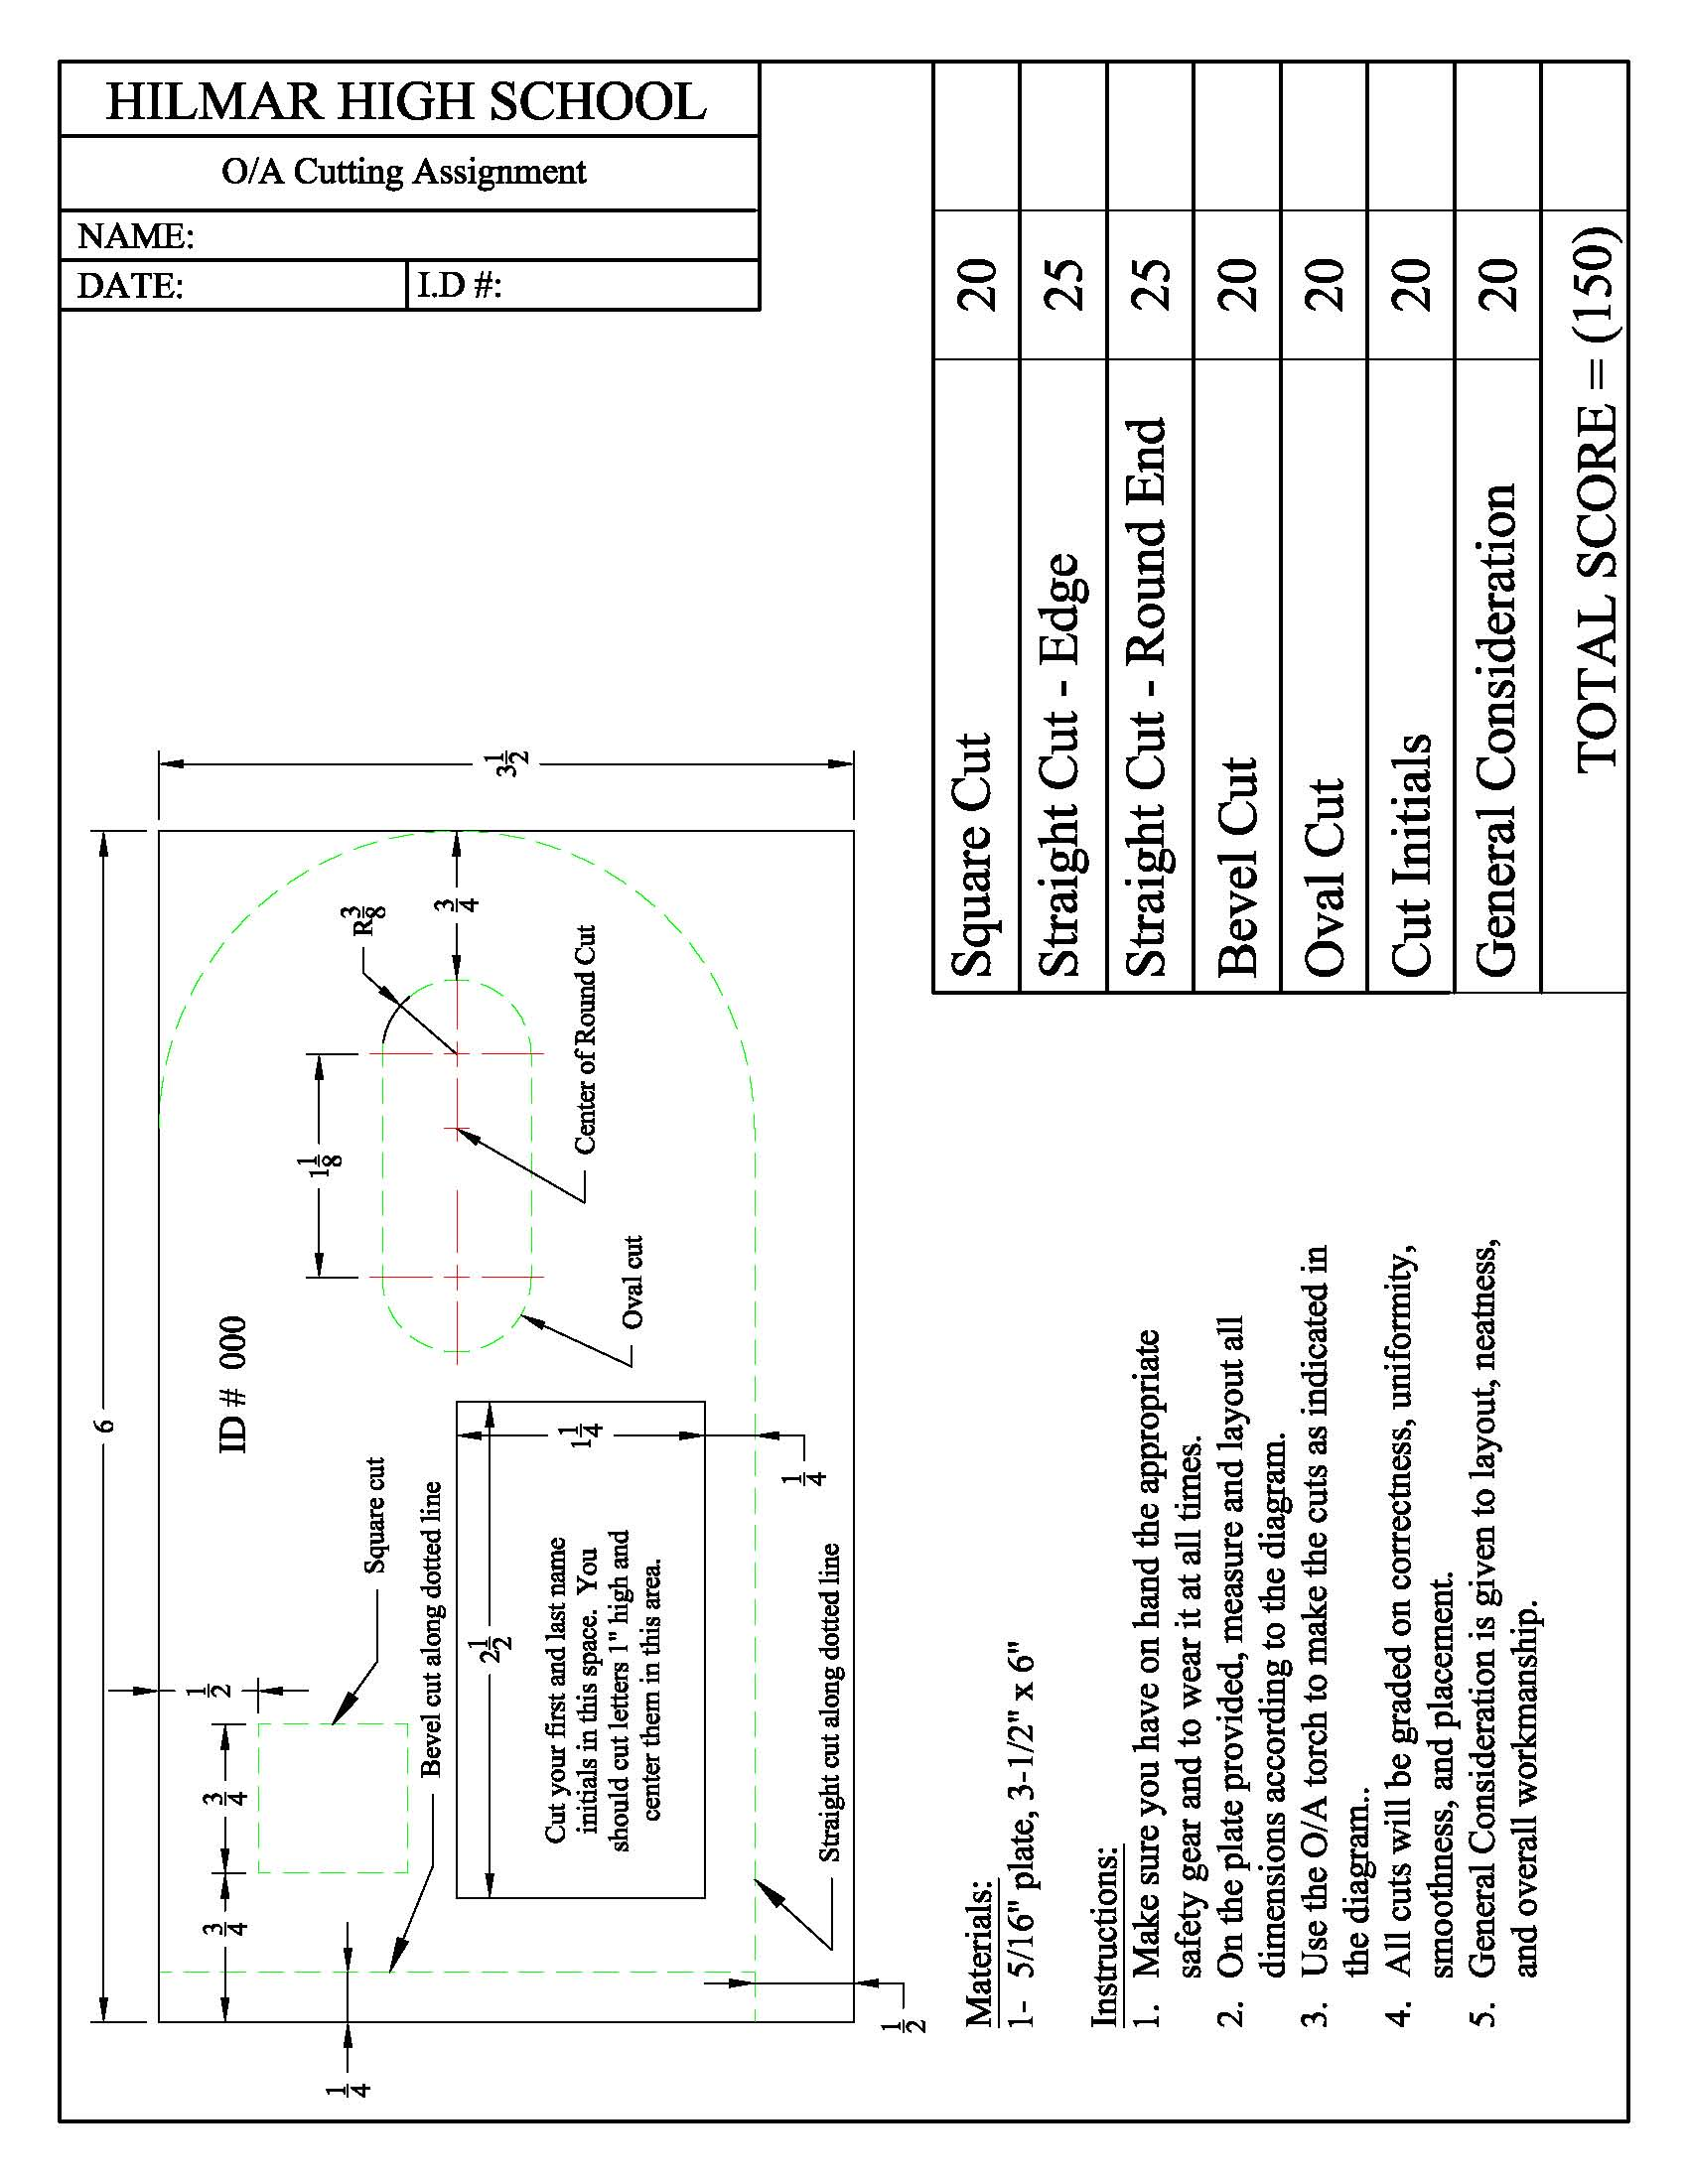 HILMAR HIGH SCHOOL
O/A Cutting Assignment
NAME:
DATE:
I.D #:
6
3 1/2
3/4
3/4
1/2
1/4
ID # 000
1 1/8
R3/8
3/4
Square cut
Bevel cut along dotted line
2 1/2
1 1/4
Cut your first and last name
initials in this space. You
should cut letters 1" high and
center them in this area.
Oval cut
Center of Round Cut
1/4
Straight cut along dotted line
1/2
Materials:
1- 5/16" plate, 3-1/2" x 6"
Instructions:
1. Make sure you have on hand the appropriate
safety gear and to wear it at all times.
2. On the plate provided, measure and layout all
dimensions according to the diagram.
3. Use the O/A torch to make the cuts as indicated in
the diagram..
4. All cuts will be graded on correctness, uniformity,
smoothness, and placement.
5. General Consideration is given to layout, neatness,
and overall workmanship.
Square Cut 20
Straight Cut - Edge 25
Straight Cut - Round End 25
Bevel Cut 20
Oval Cut 20
Cut Initials 20
General Consideration 20
TOTAL SCORE = (150)